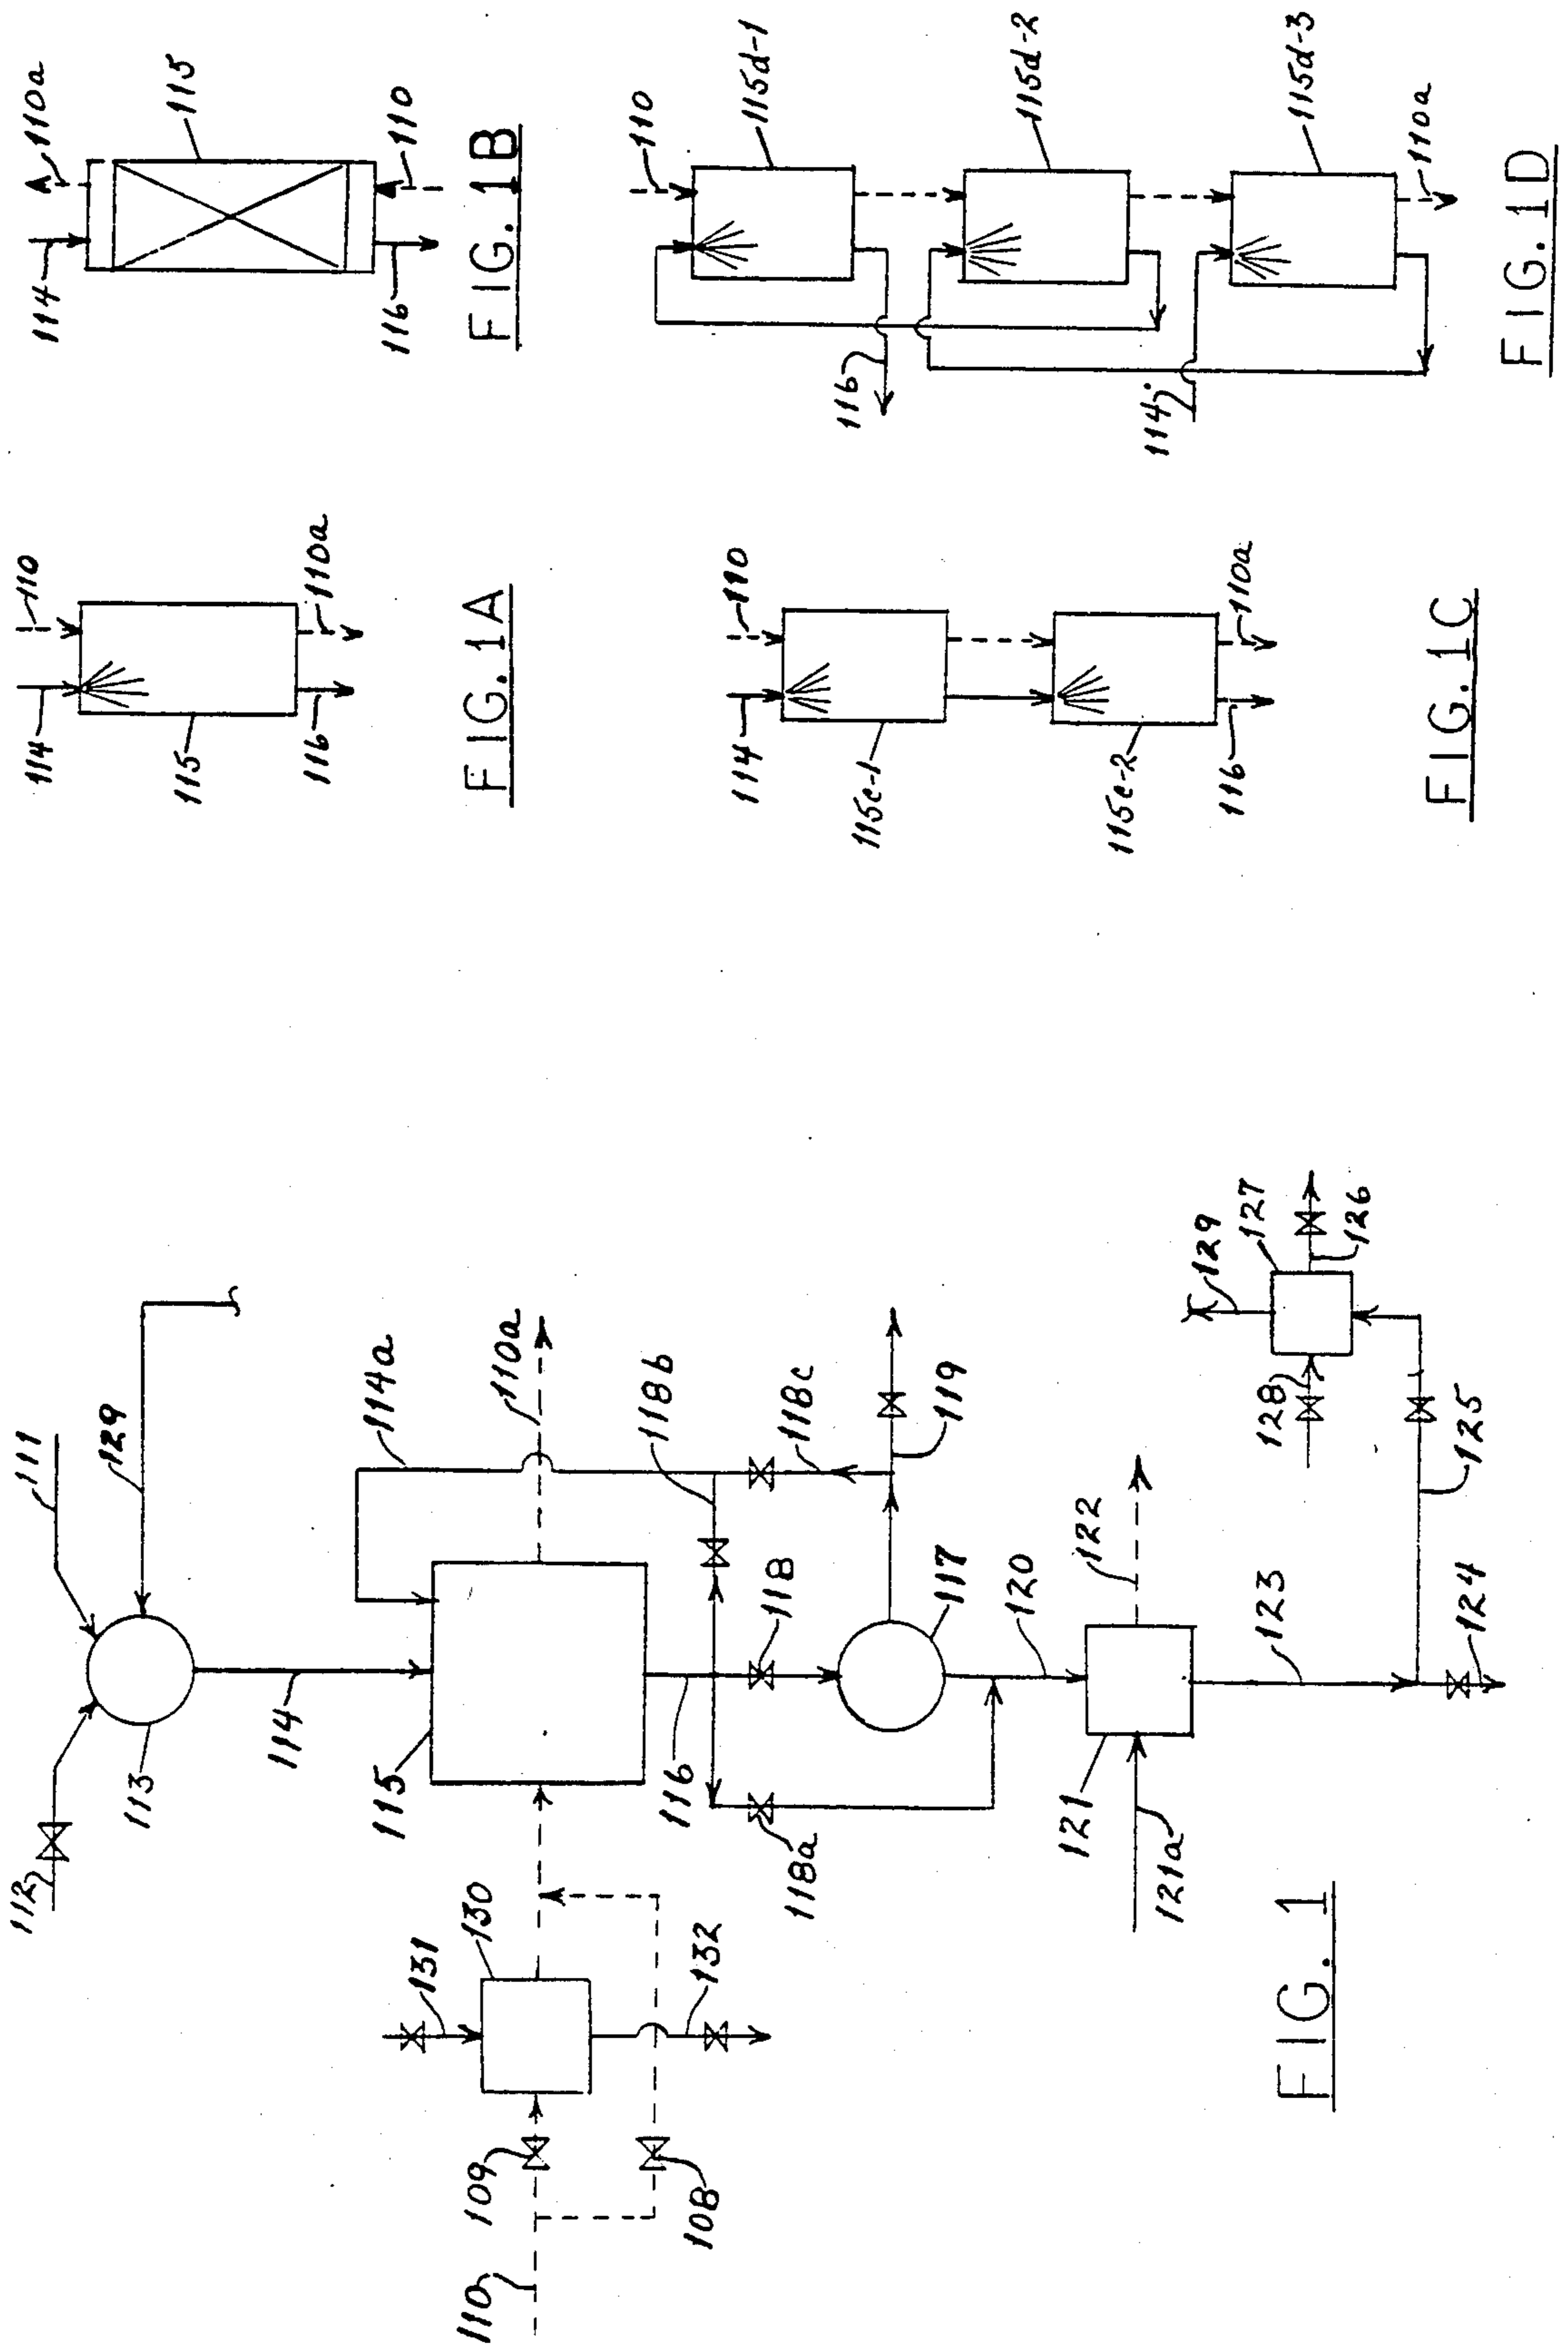 110
110a
114
115
116
FIG. 1A
114
110a
115
116
110
FIG. 1B
114
110
115c-1
115c-2
116
110a
FIG. 1C
110
115d-1
115d-2
115d-3
116
114
110a
FIG. 1D
111
112
129
113
114
115
114a
110a
110
109
108
131
130
132
116
118
118a
118b
118c
119
117
120
121
121a
122
123
124
125
126
127
128
129
FIG. 1